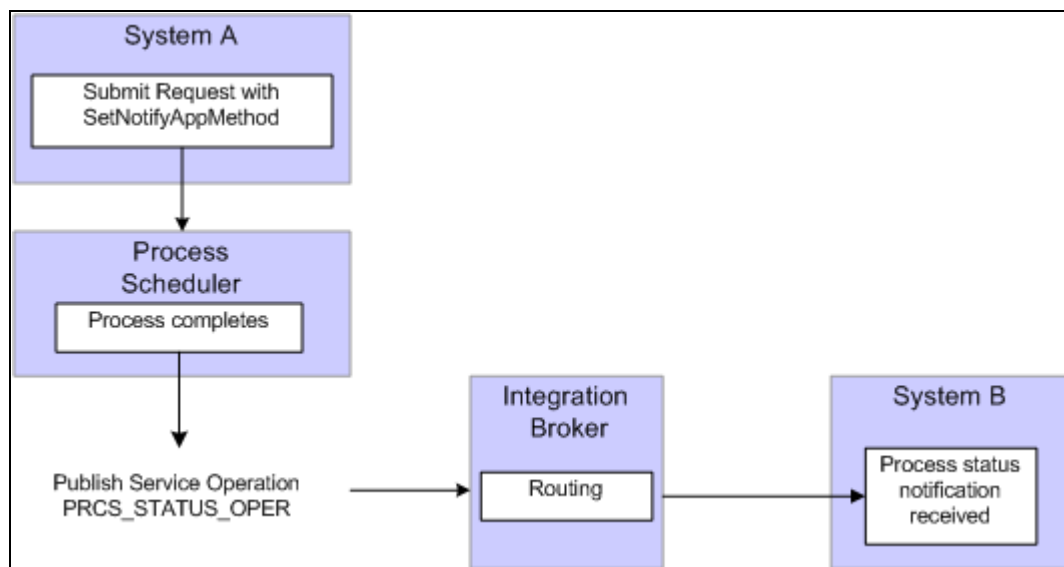 System A
Submit Request with
SetNotifyAppMethod
Process
Scheduler
Process completes
Publish Service Operation
PRCS_STATUS_OPER
Integration
Broker
Routing
System B
Process status
notification
received